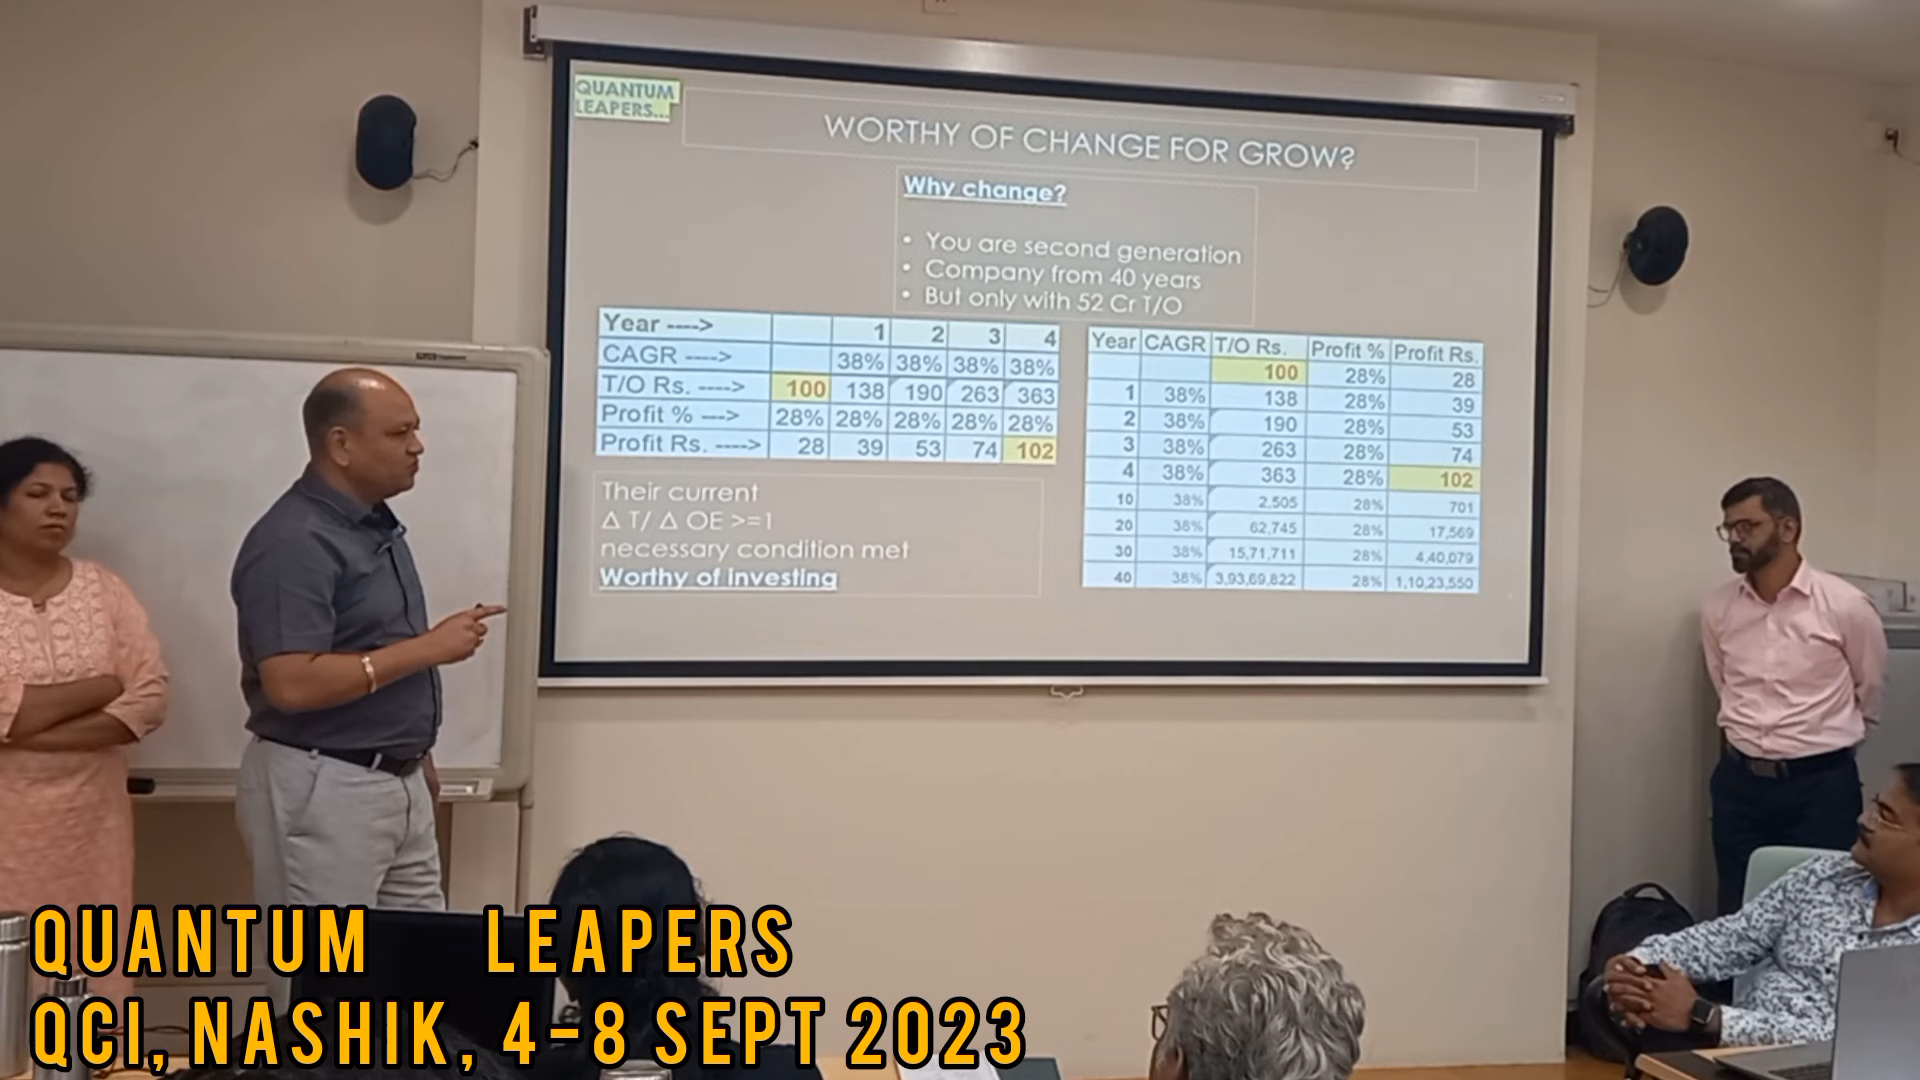 QUANTUM
LEAPERS...
WORTHY OF CHANGE FOR GROW?
Why change?
• You are second generation
• Company from 40 years
• But only with 52 Cr T/O
Year ---->  1 2 3 4
CAGR ----> 38% 38% 38% 38%
T/O Rs. ----> 100 138 190 263 363
Profit % ---> 28% 28% 28% 28% 28%
Profit Rs. ----> 28 39 53 74 102
Their current
Δ T/ Δ OE >=1
necessary condition met
Worthy of investing
Year CAGR T/O Rs. Profit % Profit Rs.
100 28% 28
1 38% 138 28% 39
2 38% 190 28% 53
3 38% 263 28% 74
4 38% 363 28% 102
10 38% 2,505 28% 701
20 38% 62,745 28% 17,569
30 38% 15,71,711 28% 4,40,079
40 38% 3,93,69,822 28% 1,10,23,550
QUANTUM LEAPERS
QCI, NASHIK, 4-8 SEPT 2023